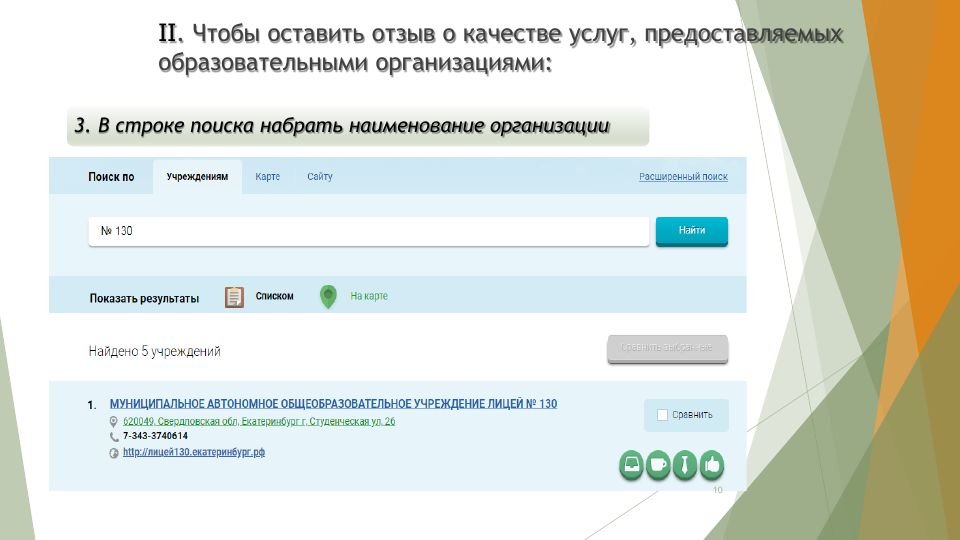 II. Чтобы оставить отзыв о качестве услуг, предоставляемых
образовательными организациями:
3. В строке поиска набрать наименование организации
Поиск по Учреждениям Карте Сайту Расширенный поиск
№ 130 Найти
Показать результаты Списком На карте
Найдено 5 учреждений Сравнить выбранные
1. МУНИЦИПАЛЬНОЕ АВТОНОМНОЕ ОБЩЕОБРАЗОВАТЕЛЬНОЕ УЧРЕЖДЕНИЕ ЛИЦЕЙ № 130
620049, Свердловская обл, Екатеринбург г, Студенческая ул, 26 Сравнить
7-343-3740614
http://лицей130.екатеринбург.рф
10